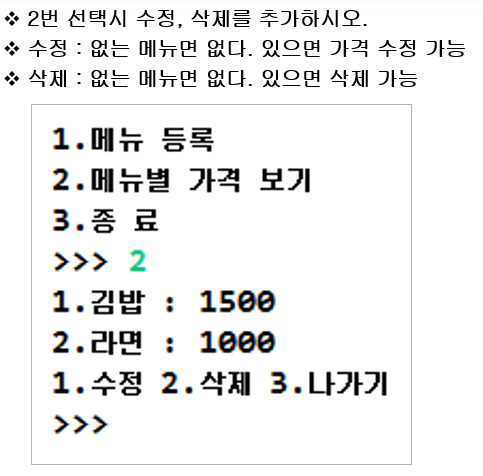 ❖ 2번 선택시 수정, 삭제를 추가하시오.
❖ 수정 : 없는 메뉴면 없다. 있으면 가격 수정 가능
❖ 삭제 : 없는 메뉴면 없다. 있으면 삭제 가능
1.메뉴 등록
2.메뉴별 가격 보기
3.종 료
>>> 2
1.김밥 : 1500
2.라면 : 1000
1.수정 2.삭제 3.나가기
>>>